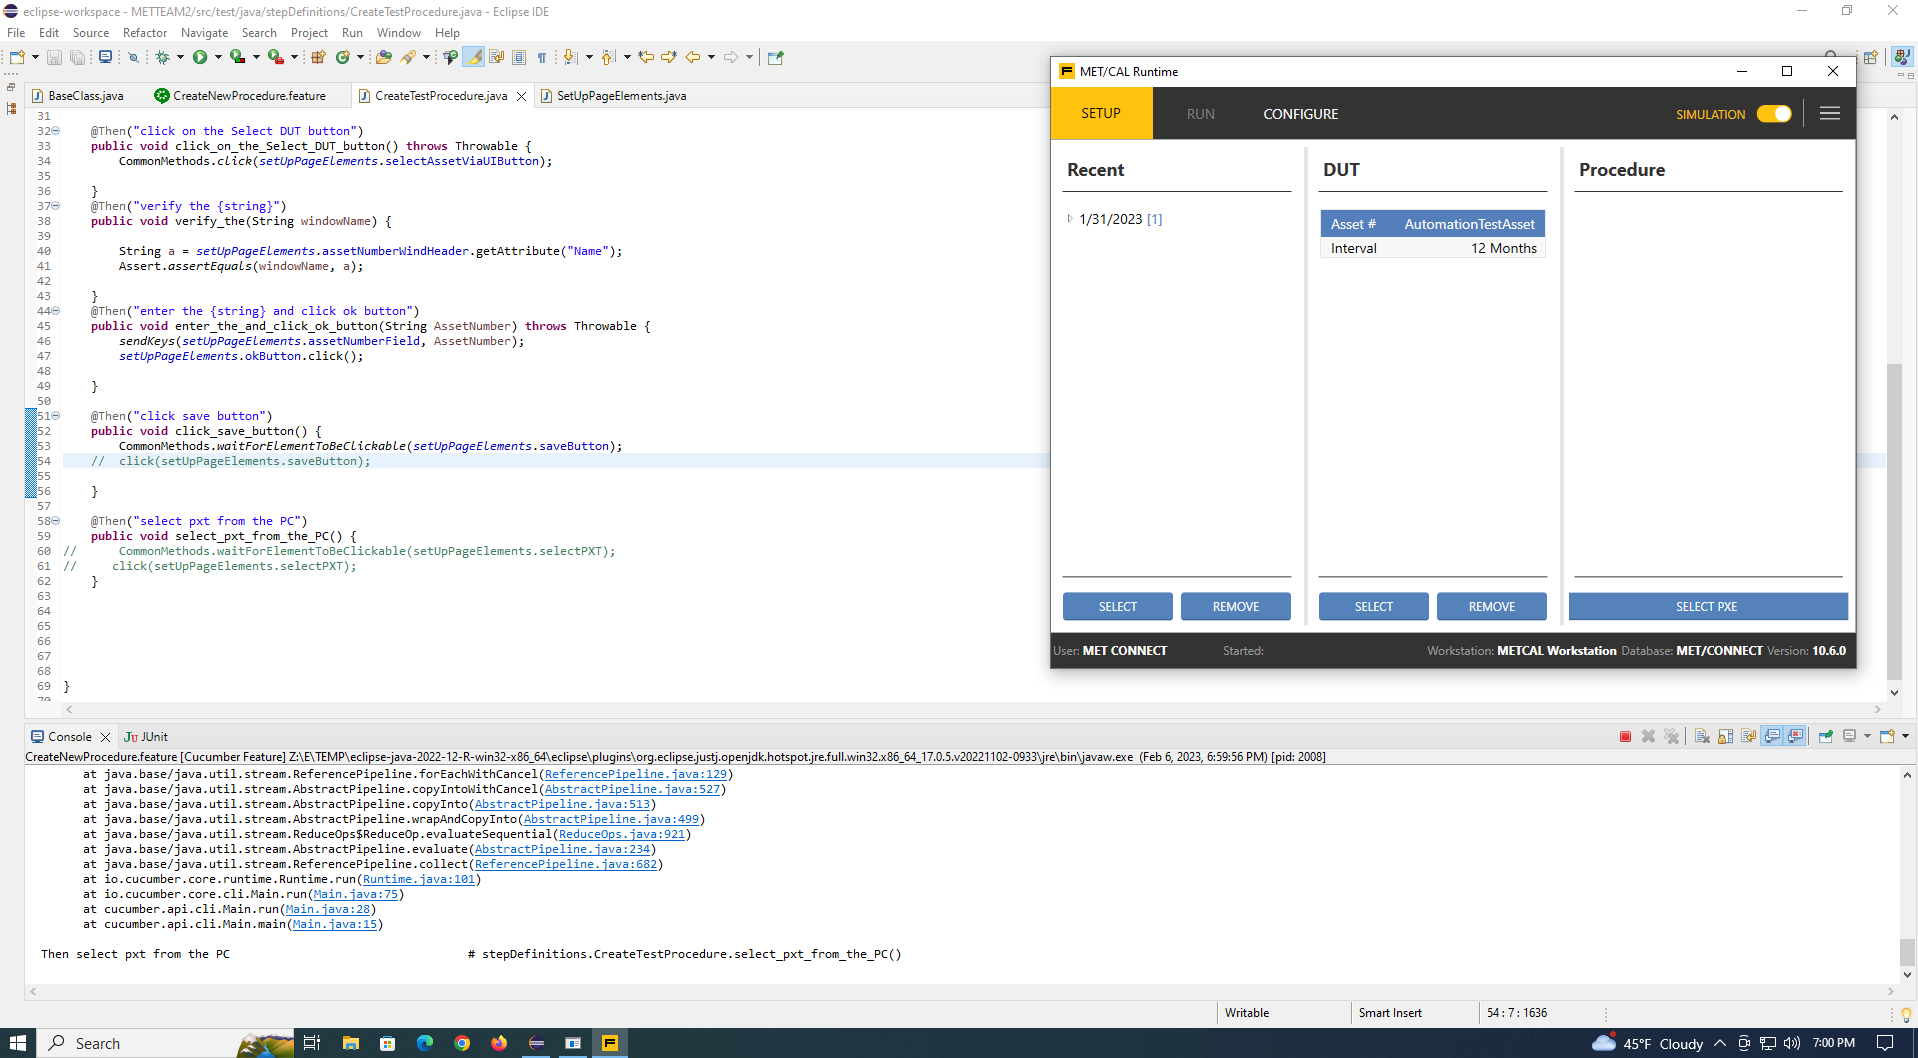 eclipse-workspace - METTEAM2/src/test/java/stepDefinitions/CreateTestProcedure.java - Eclipse IDE
File Edit Source Refactor Navigate Search Project Run Window Help
BaseClass.java CreateNewProcedure.feature CreateTestProcedure.java SetUpPageElements.java
31
32 @Then("click on the Select DUT button")
33 public void click_on_the_Select_DUT_button() throws Throwable {
34 CommonMethods.click(setUpPageElements.selectAssetViaUIButton);
35
36 }
37 @Then("verify the {string}")
38 public void verify_the(String windowName) {
39
40 String a = setUpPageElements.assetNumberWindHeader.getAttribute("Name");
41 Assert.assertEquals(windowName, a);
42
43 }
44 @Then("enter the {string} and click ok button")
45 public void enter_the_and_click_ok_button(String AssetNumber) throws Throwable {
46 sendKeys(setUpPageElements.assetNumberField, AssetNumber);
47 setUpPageElements.okButton.click();
48
49 }
50
51 @Then("click save button")
52 public void click_save_button() {
53 CommonMethods.waitForElementToBeClickable(setUpPageElements.saveButton);
54 // click(setUpPageElements.saveButton);
55
56 }
57
58 @Then("select pxt from the PC")
59 public void select_pxt_from_the_PC() {
60 // CommonMethods.waitForElementToBeClickable(setUpPageElements.selectPXT);
61 // click(setUpPageElements.selectPXT);
62 }
63
64
65
66
67
68
69 }
70
MET/CAL Runtime
SETUP RUN CONFIGURE SIMULATION
Recent DUT Procedure
1/31/2023 [1]
Asset # AutomationTestAsset
Interval 12 Months
SELECT REMOVE SELECT REMOVE SELECT PXE
User: MET CONNECT Started: Workstation: METCAL Workstation Database: MET/CONNECT Version: 10.6.0
Console JUnit
CreateNewProcedure.feature [Cucumber Feature] Z:\E\TEMP\eclipse-java-2022-12-R-win32-x86_64\eclipse\plugins\org.eclipse.justj.openjdk.hotspot.jre.full.win32.x86_64_17.0.5.v20221102-0933\jre\bin\javaw.exe (Feb 6, 2023, 6:59:56 PM) [pid: 2008]
at java.base/java.util.stream.ReferencePipeline.forEachWithCancel(ReferencePipeline.java:129)
at java.base/java.util.stream.AbstractPipeline.copyIntoWithCancel(AbstractPipeline.java:527)
at java.base/java.util.stream.AbstractPipeline.copyInto(AbstractPipeline.java:513)
at java.base/java.util.stream.AbstractPipeline.wrapAndCopyInto(AbstractPipeline.java:499)
at java.base/java.util.stream.ReduceOps$ReduceOp.evaluateSequential(ReduceOps.java:921)
at java.base/java.util.stream.AbstractPipeline.evaluate(AbstractPipeline.java:234)
at java.base/java.util.stream.ReferencePipeline.collect(ReferencePipeline.java:682)
at io.cucumber.core.runtime.Runtime.run(Runtime.java:101)
at io.cucumber.core.cli.Main.run(Main.java:75)
at cucumber.api.cli.Main.run(Main.java:28)
at cucumber.api.cli.Main.main(Main.java:15)
Then select pxt from the PC # stepDefinitions.CreateTestProcedure.select_pxt_from_the_PC()
Writable Smart Insert 54 : 7 : 1636
Search 45°F Cloudy 7:00 PM